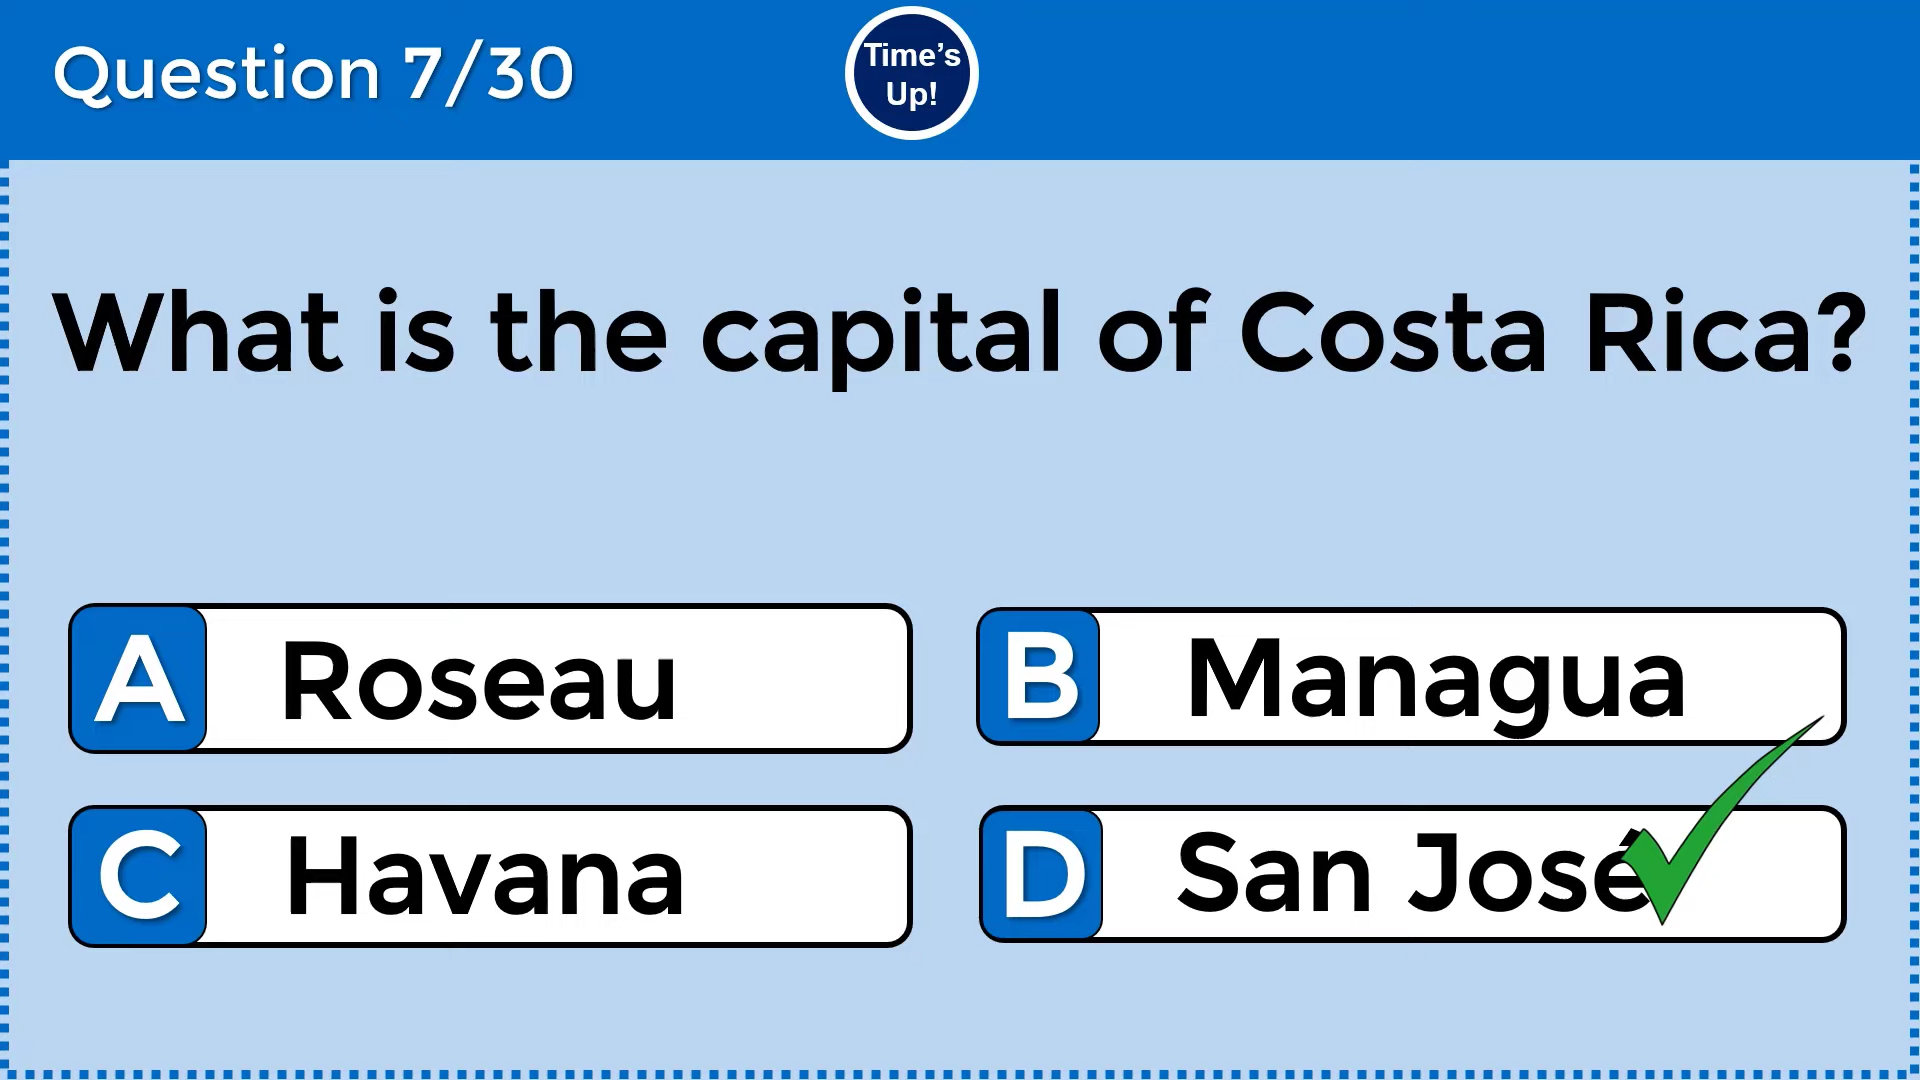 Question 7/30
Time’s
Up!
What is the capital of Costa Rica?
A Roseau
B Managua
C Havana
D San José